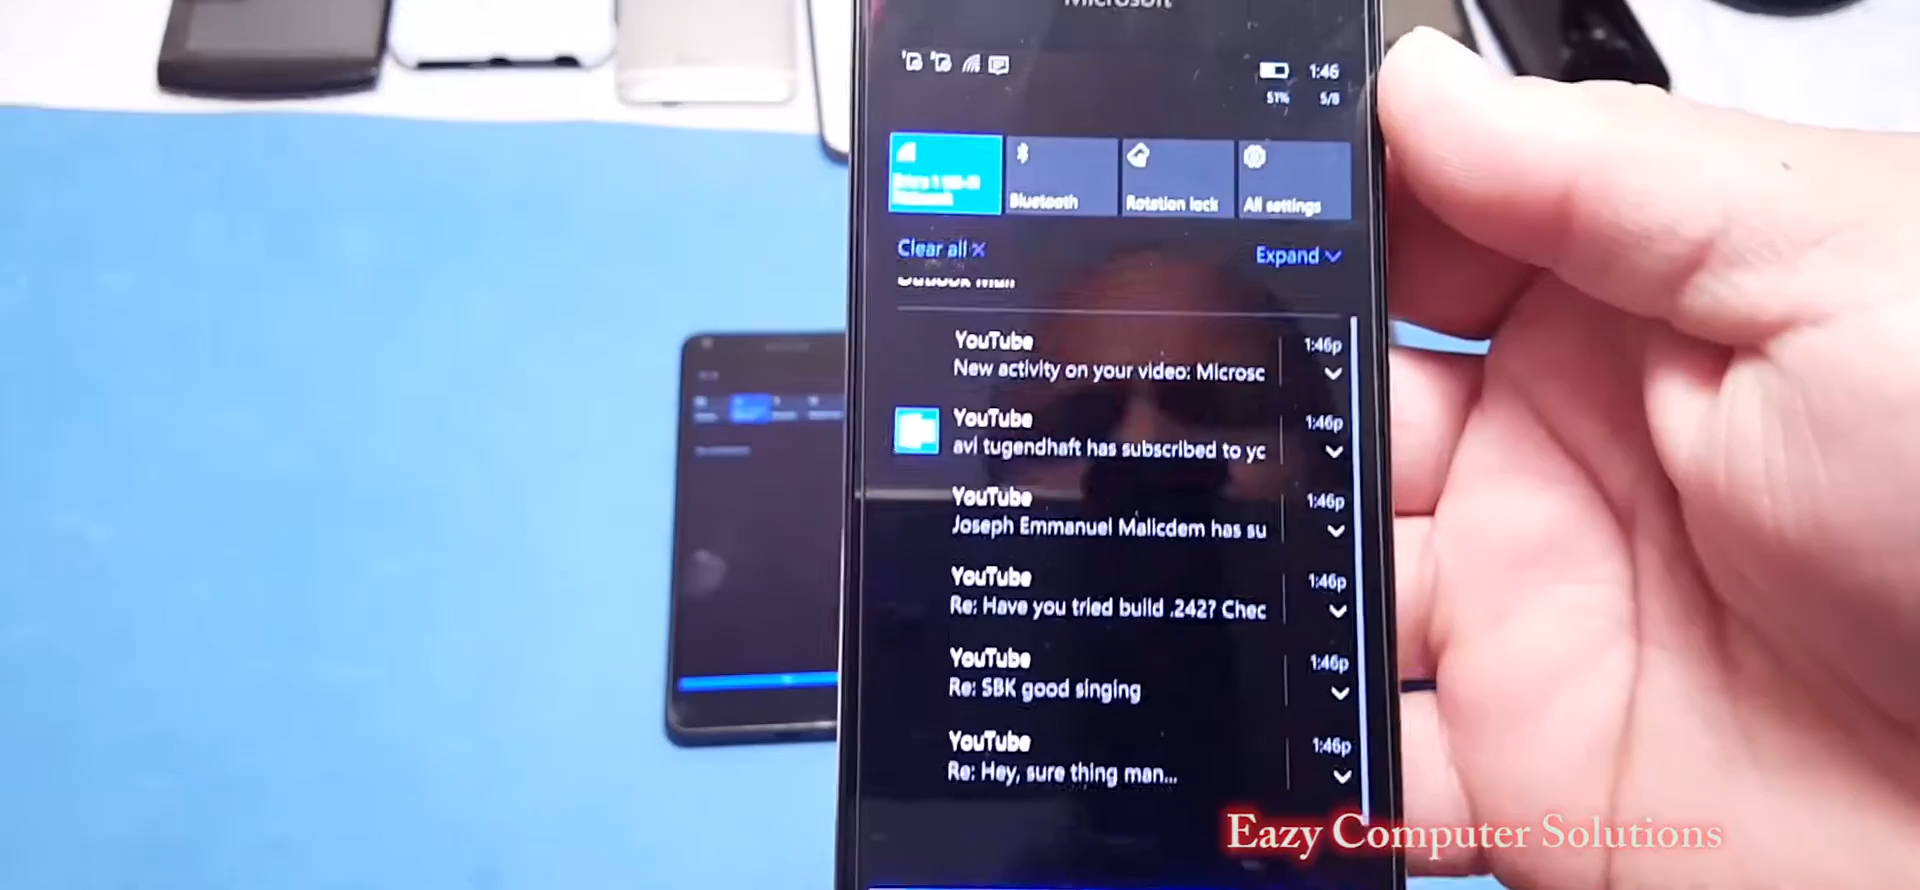 Microsoft
1:46
51% 5/8
Bluetooth
Rotation lock
All settings
Clear all
Expand
Outlook Mail
YouTube 1:46p
New activity on your video: Microsc
YouTube 1:46p
avi tugendhaft has subscribed to yc
YouTube 1:46p
Joseph Emmanuel Malicdem has su
YouTube 1:46p
Re: Have you tried build .242? Chec
YouTube 1:46p
Re: SBK good singing
YouTube 1:46p
Re: Hey, sure thing man...
Eazy Computer Solutions